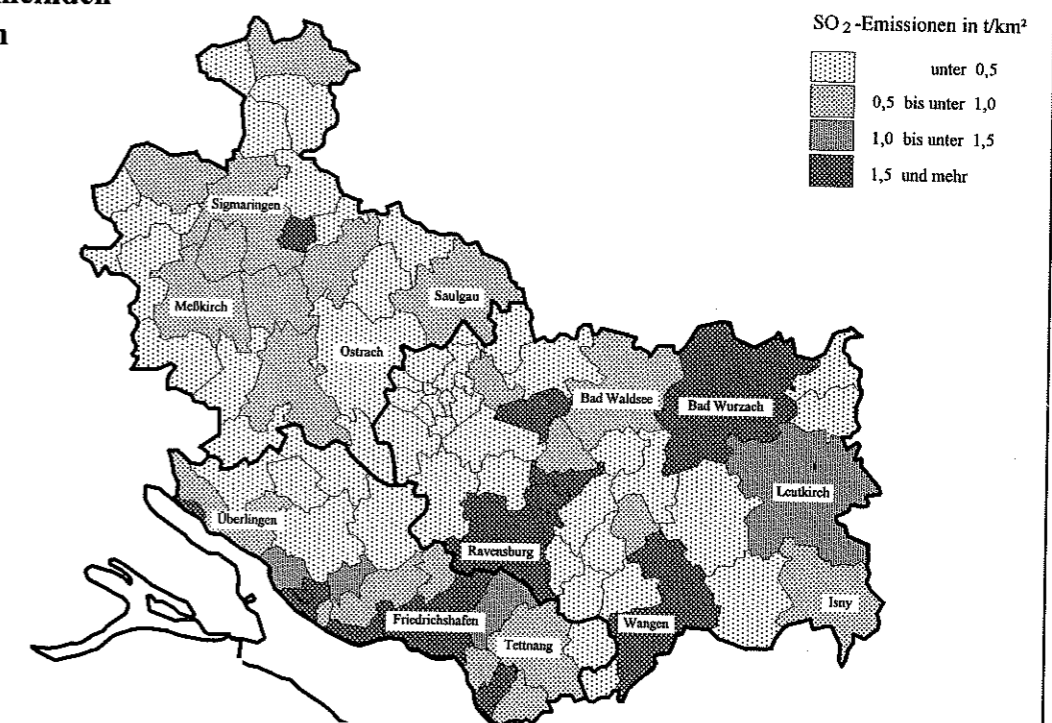 SO₂-Emissionen in t/km²
unter 0,5
0,5 bis unter 1,0
1,0 bis unter 1,5
1,5 und mehr
Sigmaringen
Meßkirch
Saulgau
Ostrach
Bad Waldsee
Bad Wurzach
Leutkirch
Überlingen
Ravensburg
Isny
Friedrichshafen
Wangen
Tettnang